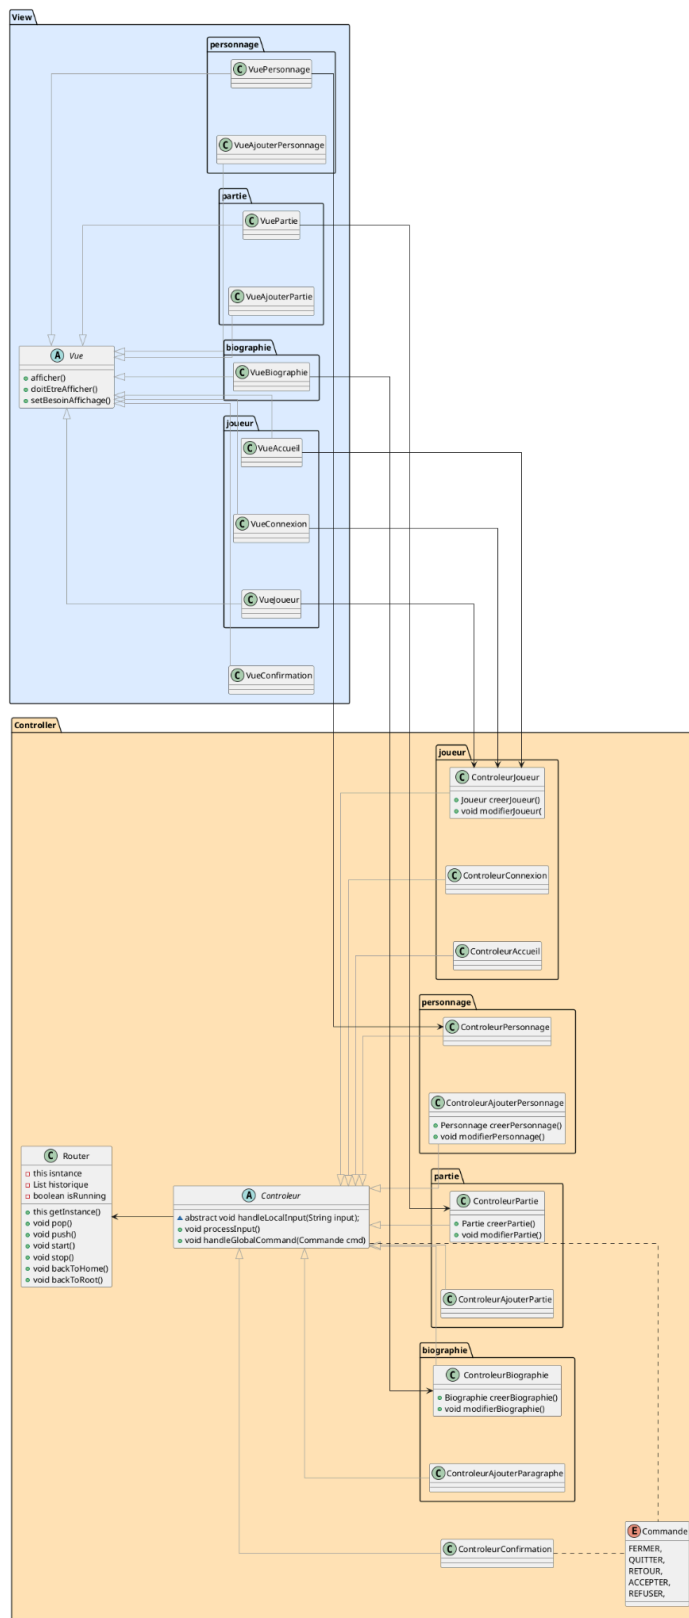 View
personnage
C VuePersonnage
C VueAjouterPersonnage
partie
C VuePartie
C VueAjouterPartie
A Vue
afficher()
doitEtreAfficher()
setBesoinAffichage()
biographie
C VueBiographie
joueur
C VueAccueil
C VueConnexion
C VueJoueur
C VueConfirmation
Controller
joueur
C ControleurJoueur
Joueur creerJoueur()
void modifierJoueur(
C ControleurConnexion
C ControleurAccueil
personnage
C ControleurPersonnage
C ControleurAjouterPersonnage
Personnage creerPersonnage()
void modifierPersonnage()
C Router
this isntance
List historique
boolean isRunning
this getInstance()
void pop()
void push()
void start()
void stop()
void backToHome()
void backToRoot()
A Controleur
abstract void handleLocalInput(String input);
void processInput()
void handleGlobalCommand(Commande cmd)
partie
C ControleurPartie
Partie creerPartie()
void modifierPartie()
C ControleurAjouterPartie
biographie
C ControleurBiographie
Biographie creerBiographie()
void modifierBiographie()
C ControleurAjouterParagraphe
C ControleurConfirmation
E Commande
FERMER,
QUITTER,
RETOUR,
ACCEPTER,
REFUSER,